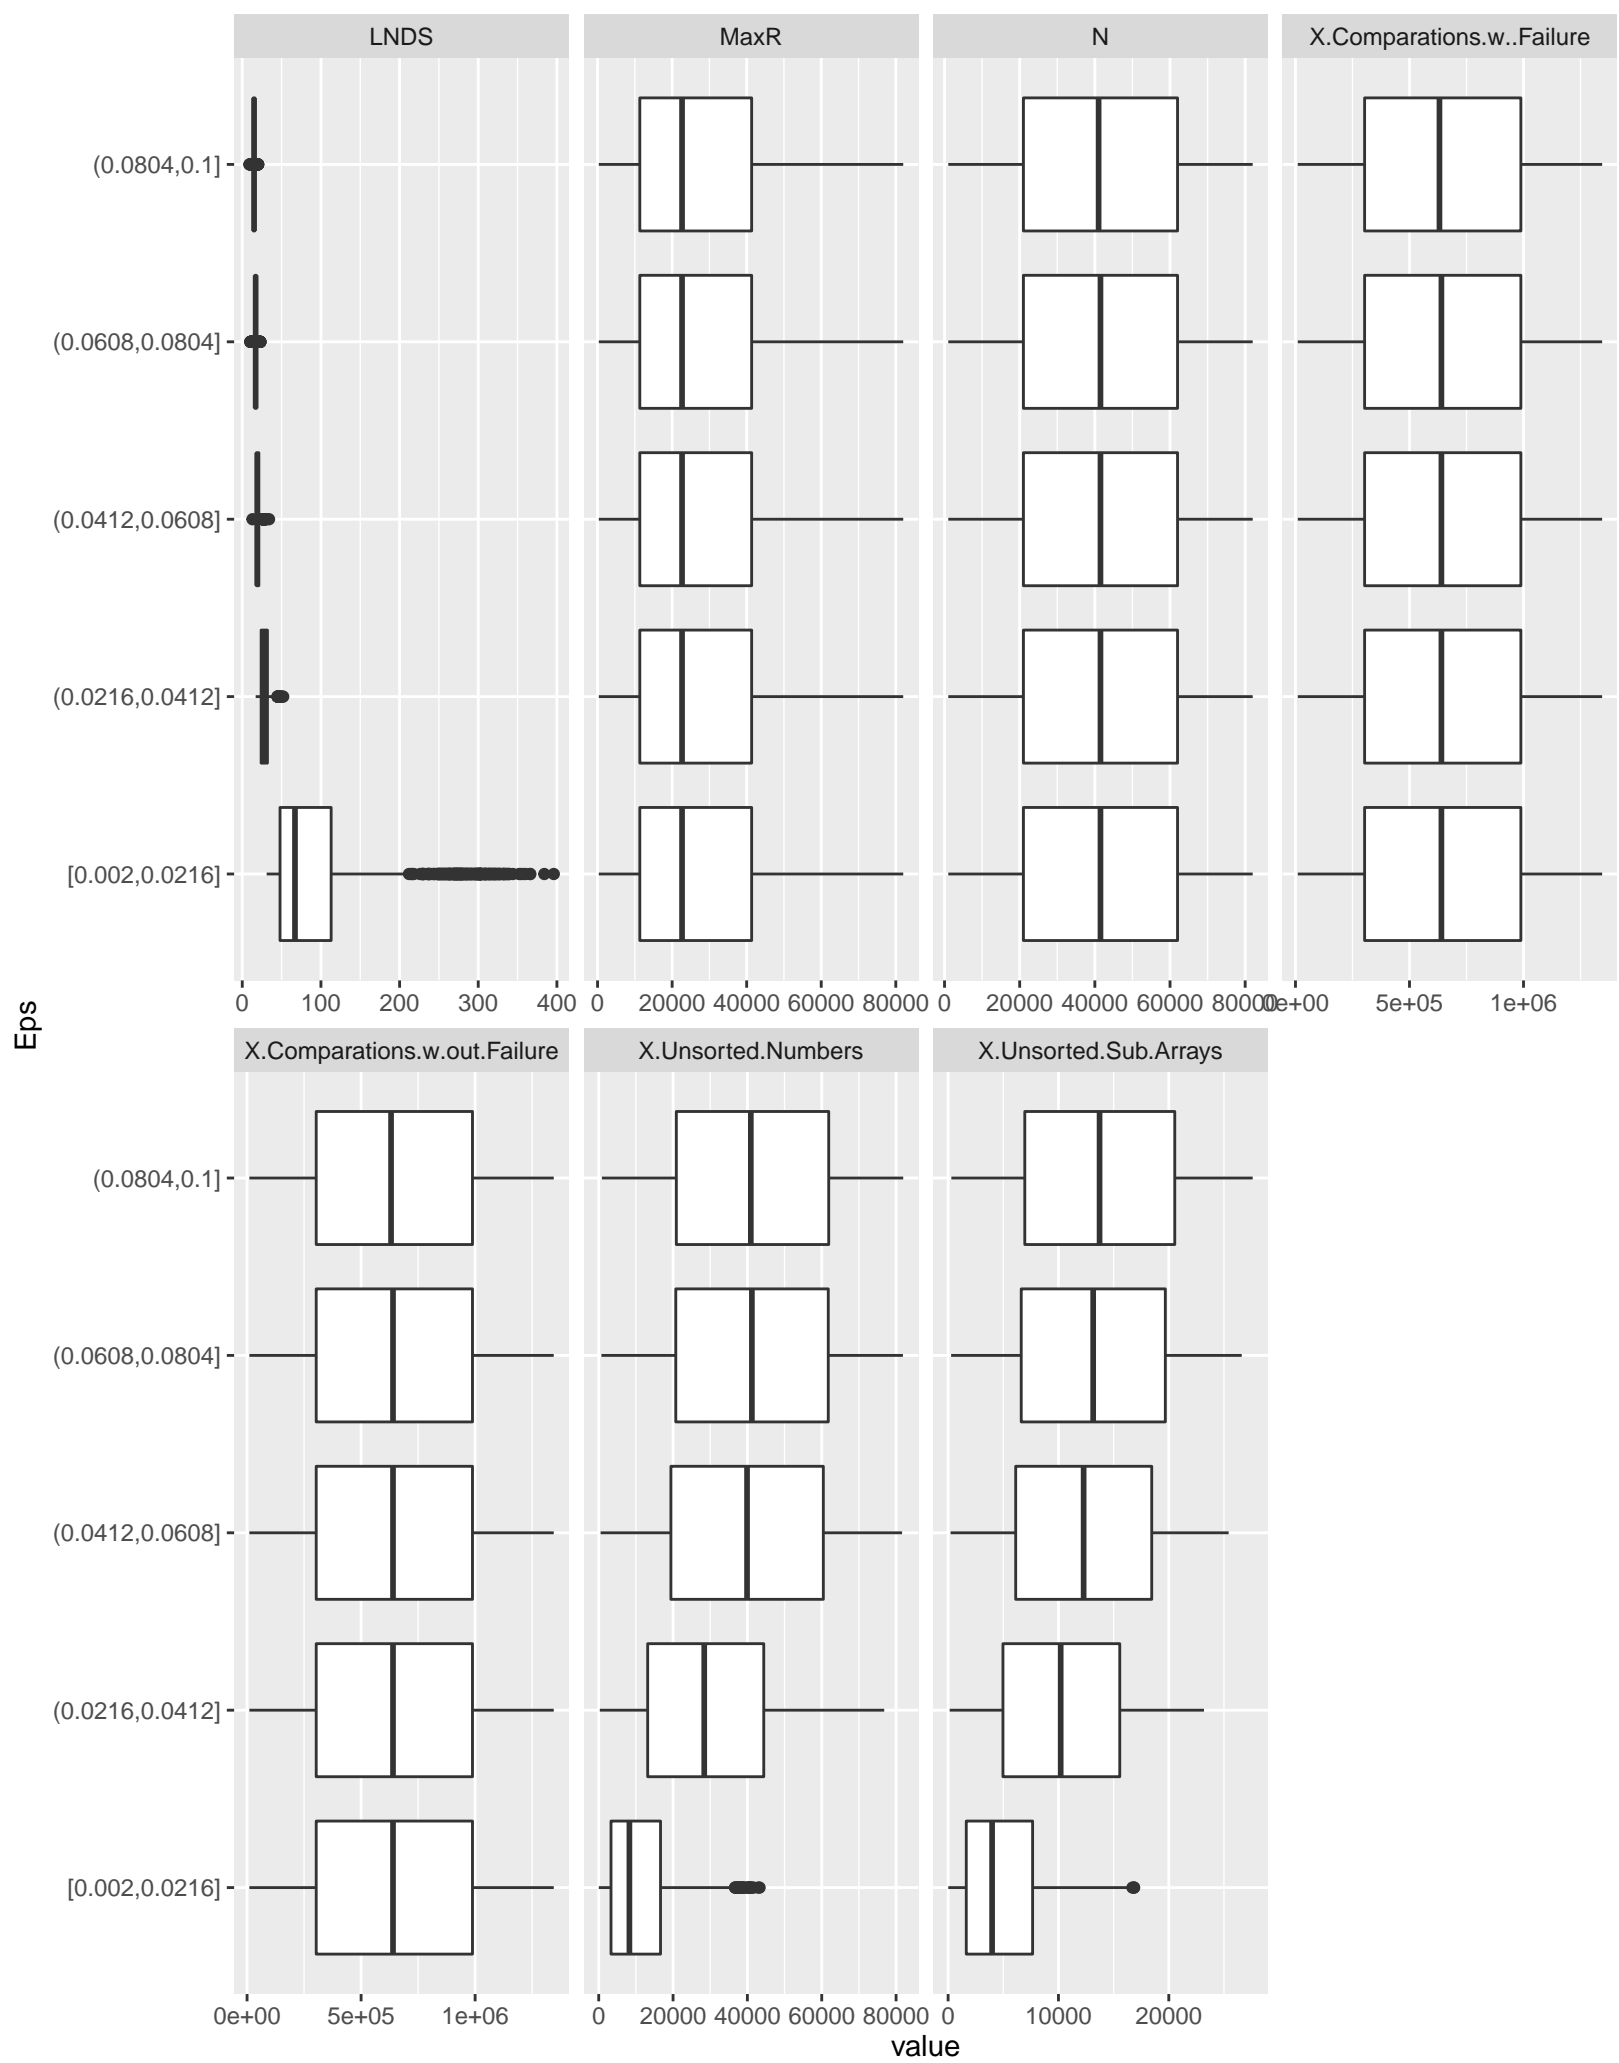 LNDS MaxR N X.Comparations.w..Failure
(0.0804,0.1]
(0.0608,0.0804]
(0.0412,0.0608]
(0.0216,0.0412]
[0.002,0.0216]
0 100 200 300 400 0 20000 40000 60000 80000 0 20000 40000 60000 80000 0e+00 5e+05 1e+06
Eps
X.Comparations.w.out.Failure X.Unsorted.Numbers X.Unsorted.Sub.Arrays
(0.0804,0.1]
(0.0608,0.0804]
(0.0412,0.0608]
(0.0216,0.0412]
[0.002,0.0216]
0e+00 5e+05 1e+06 0 20000 40000 60000 80000 0 10000 20000
value